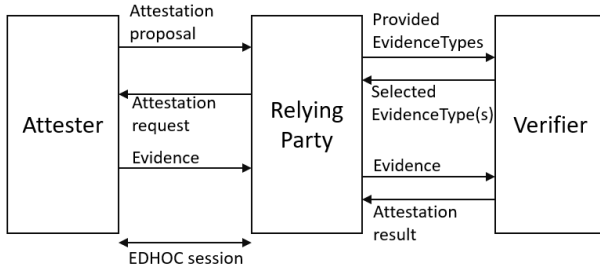 Attestation
proposal
Provided
EvidenceTypes
Attester
Attestation
request
Relying
Party
Selected
EvidenceType(s)
Verifier
Evidence
Evidence
Attestation
result
EDHOC session